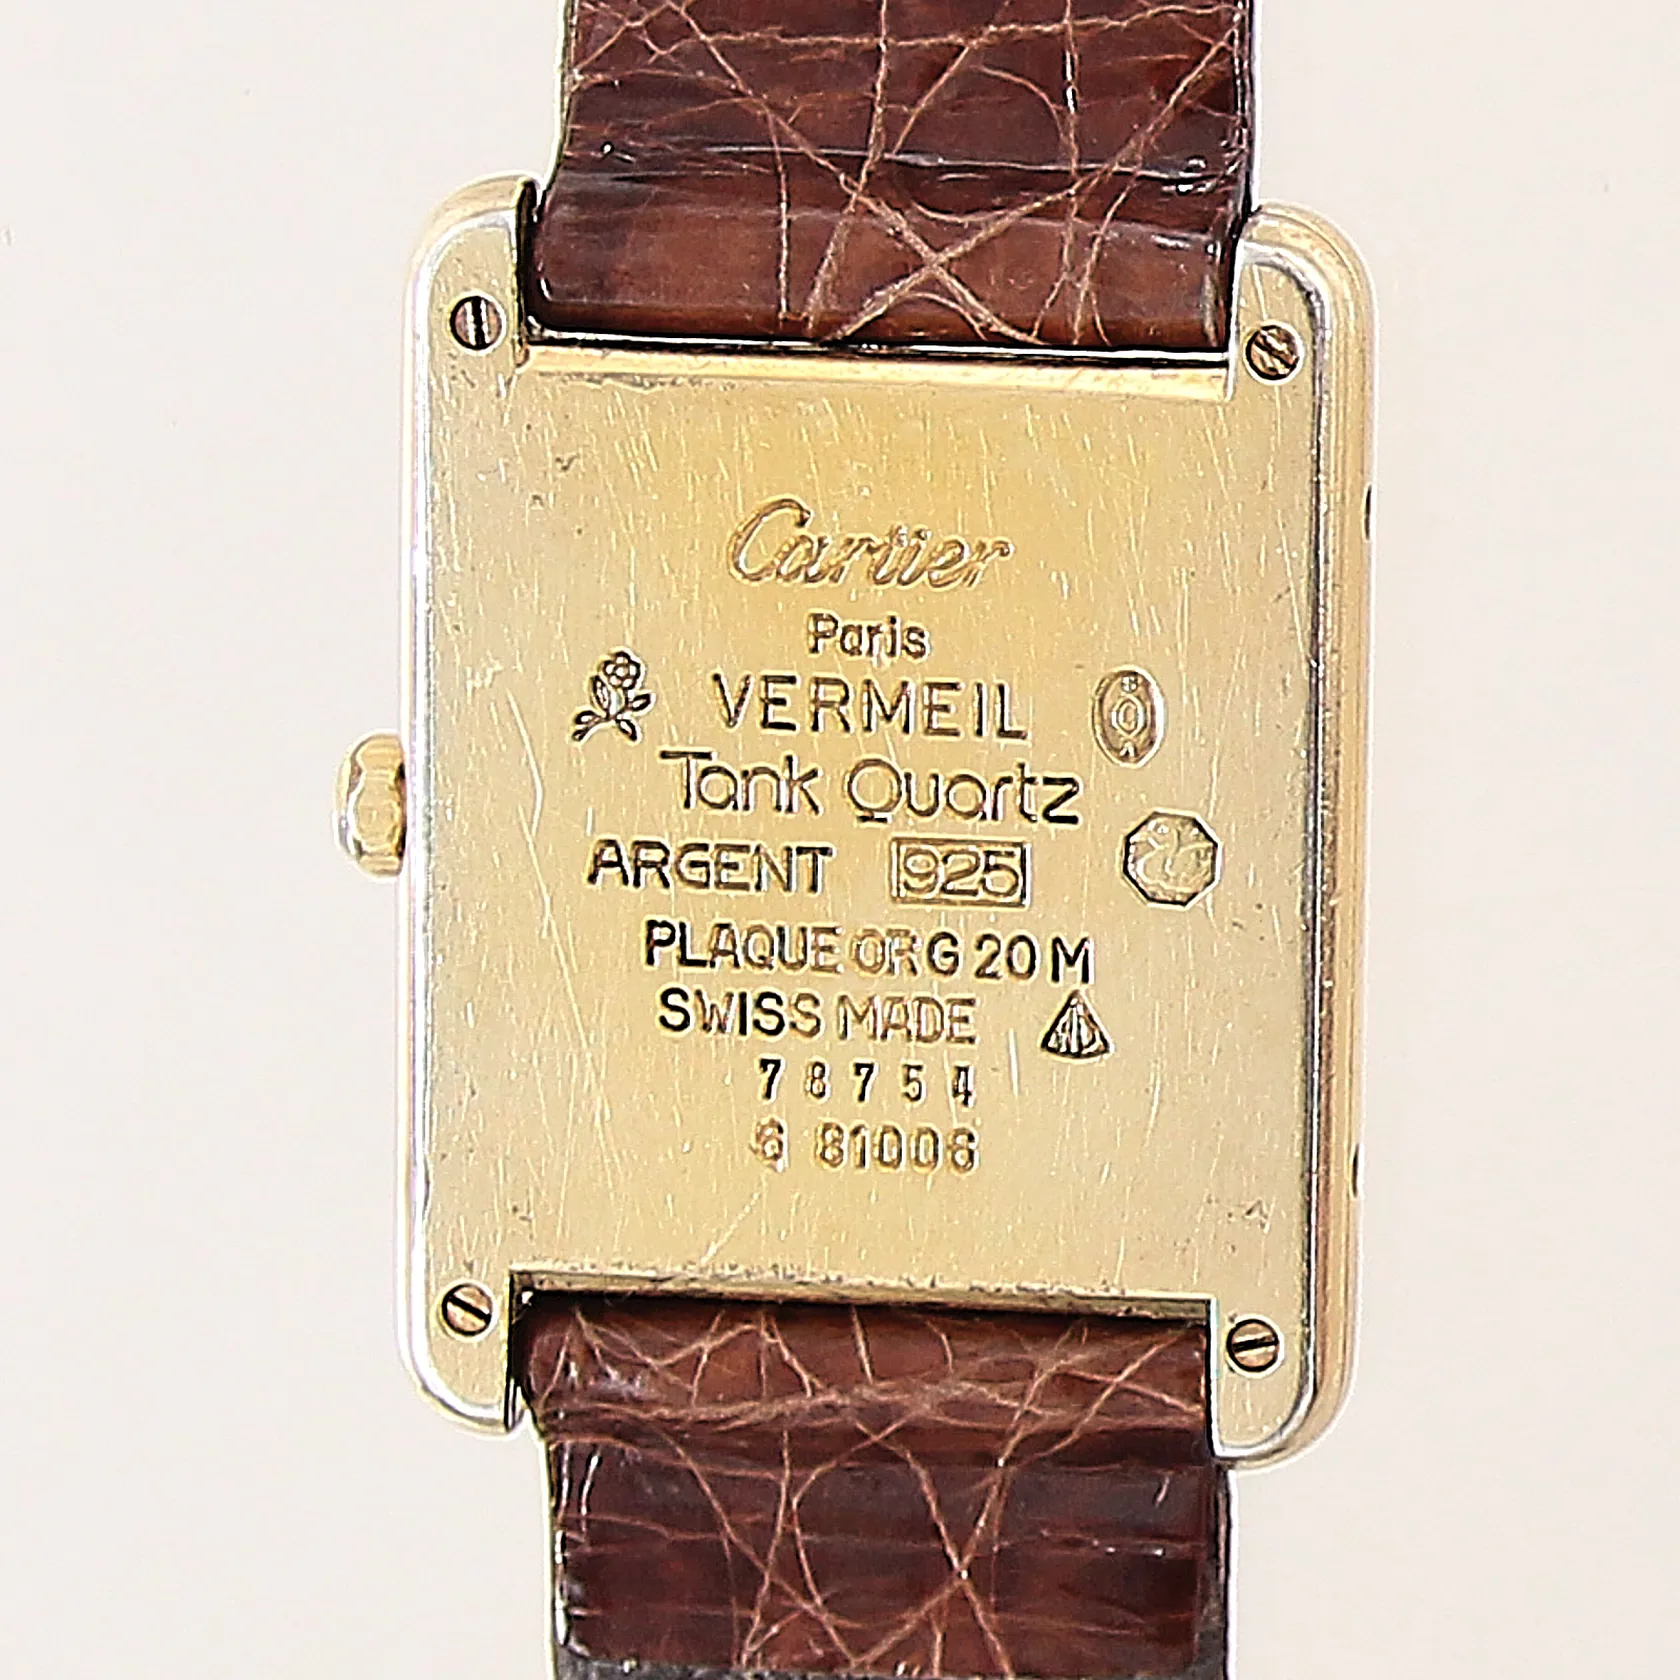 Cartier
Paris
VERMEIL
Tank Quartz
ARGENT 925
PLAQUE OR G 20 M
SWISS MADE
78754
6 81006